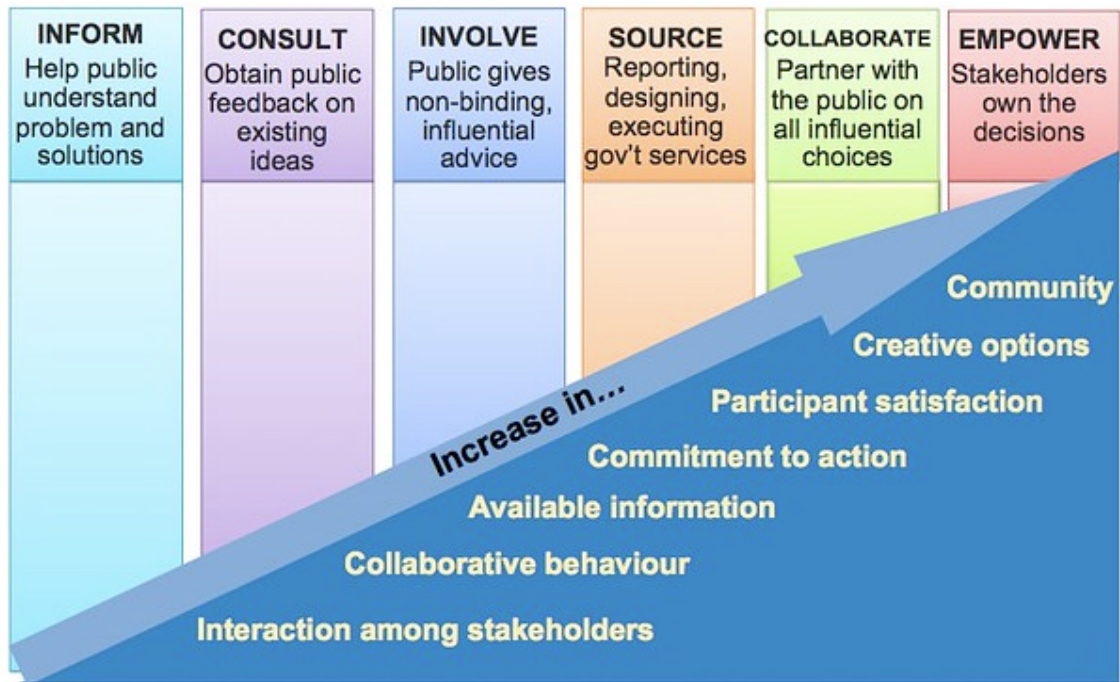 INFORM
Help public
understand
problem and
solutions
CONSULT
Obtain public
feedback on
existing
ideas
INVOLVE
Public gives
non-binding,
influential
advice
SOURCE
Reporting,
designing,
executing
gov't services
COLLABORATE
Partner with
the public on
all influential
choices
EMPOWER
Stakeholders
own the
decisions
Increase in...
Community
Creative options
Participant satisfaction
Commitment to action
Available information
Collaborative behaviour
Interaction among stakeholders